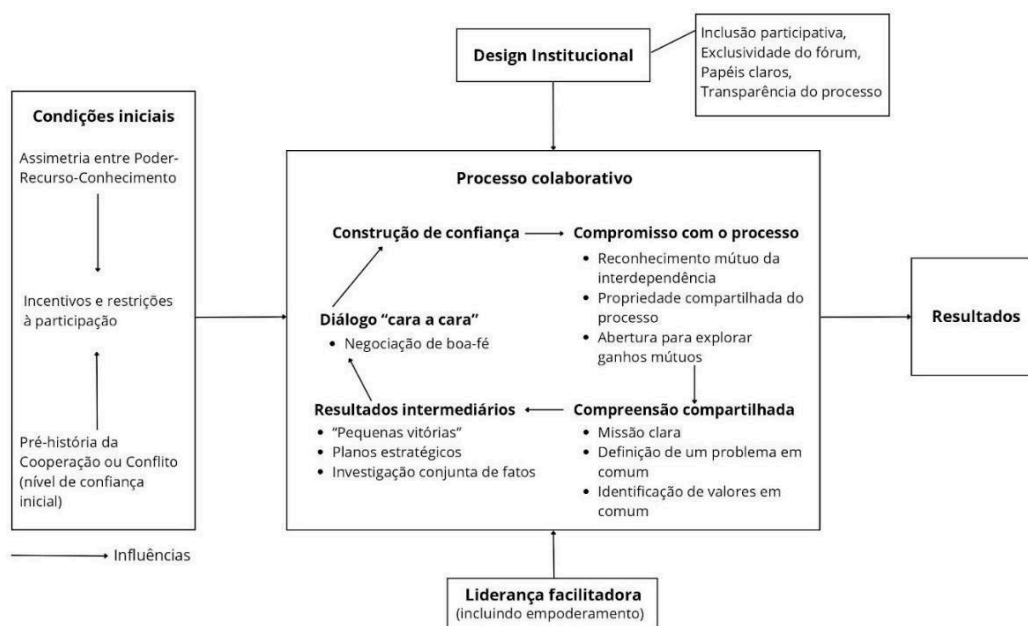 Design Institucional
Inclusão participativa,
Exclusividade do fórum,
Papéis claros,
Transparência do processo
Condições iniciais
Assimetria entre Poder-
Recurso-Conhecimento
Incentivos e restrições
à participação
Pré-história da
Cooperação ou Conflito
(nível de confiança
inicial)
Influências
Processo colaborativo
Construção de confiança
Compromisso com o processo
• Reconhecimento mútuo da
interdependência
• Propriedade compartilhada do
processo
• Abertura para explorar
ganhos mútuos
Diálogo “cara a cara”
• Negociação de boa-fé
Resultados intermediários
• “Pequenas vitórias”
• Planos estratégicos
• Investigação conjunta de fatos
Compreensão compartilhada
• Missão clara
• Definição de um problema em
comum
• Identificação de valores em
comum
Resultados
Liderança facilitadora
(incluindo empoderamento)